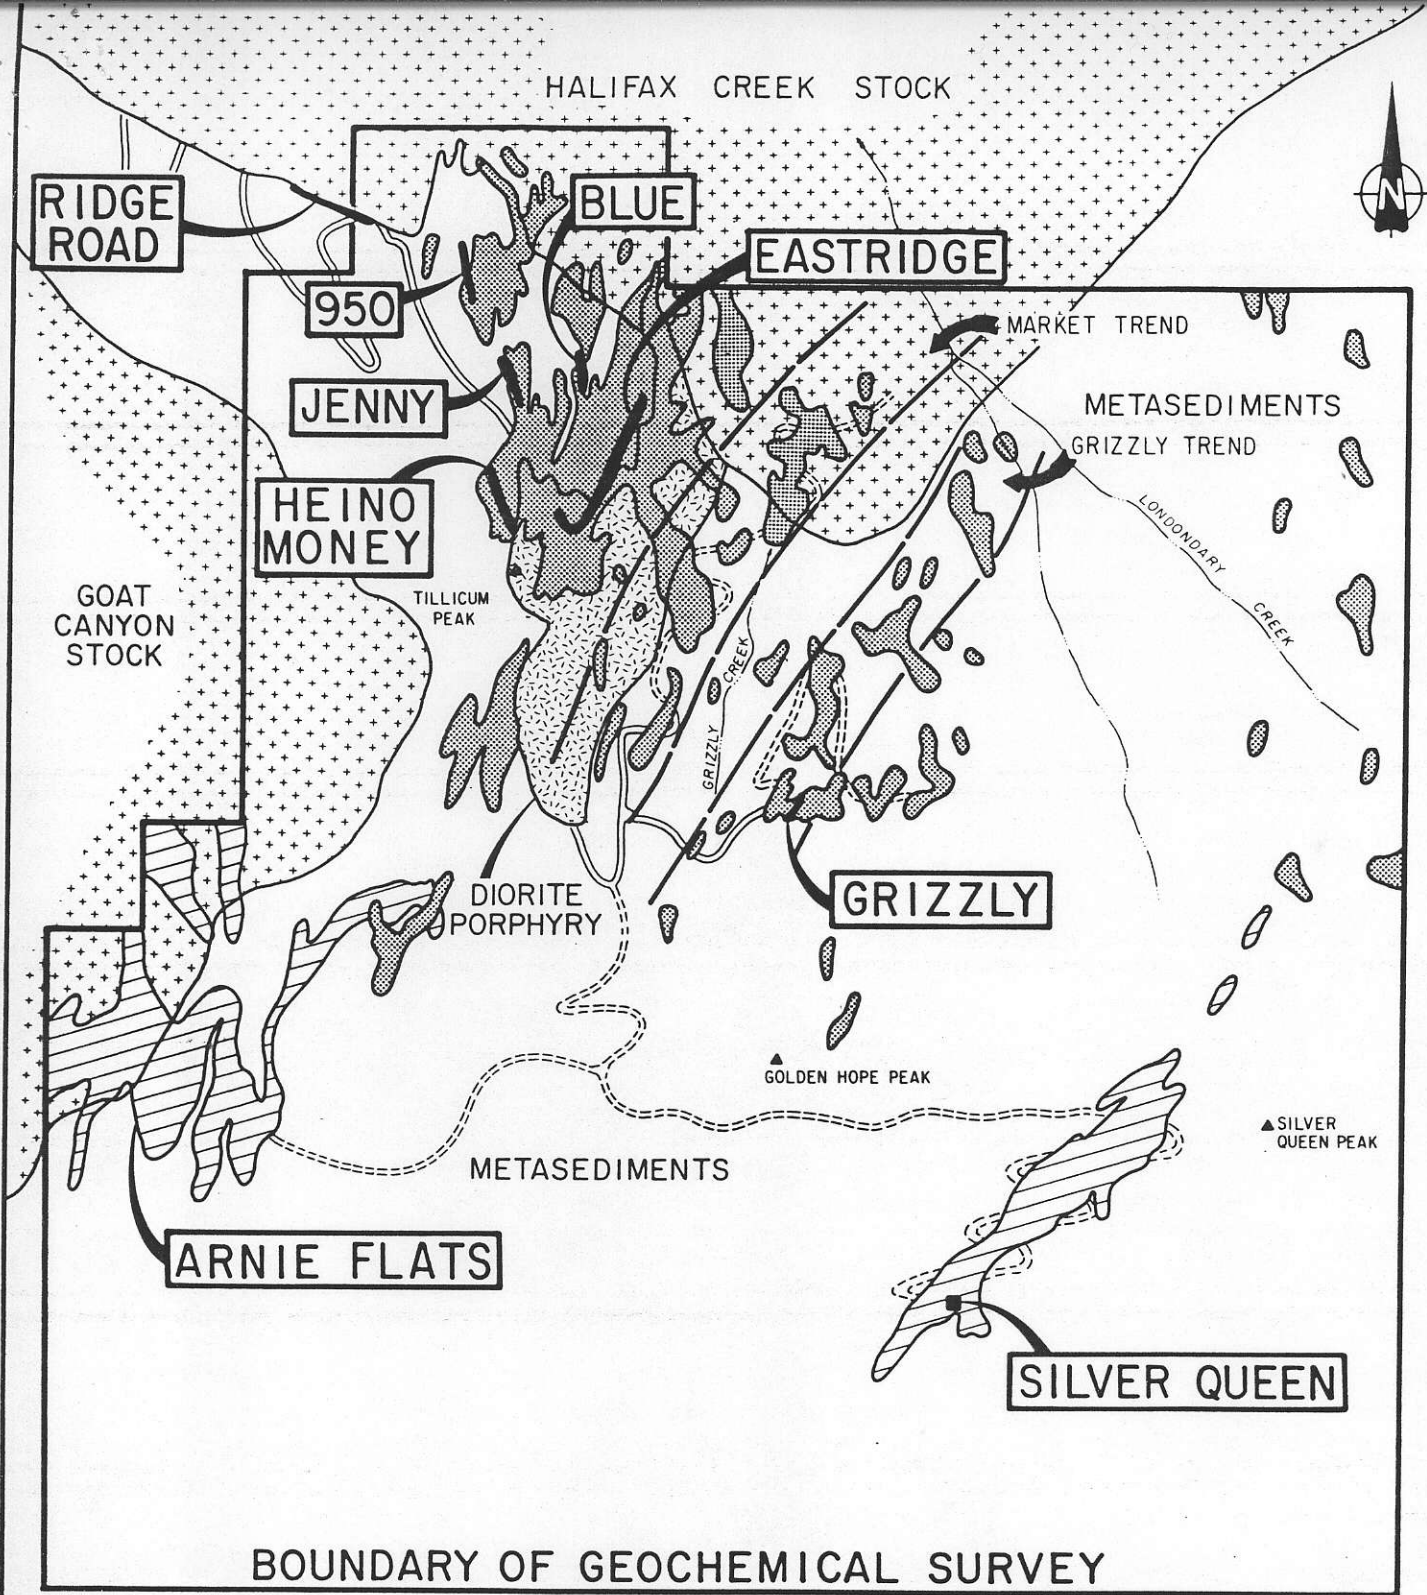 HALIFAX CREEK STOCK
N
RIDGE
ROAD
BLUE
EASTRIDGE
950
MARKET TREND
JENNY
METASEDIMENTS
GRIZZLY TREND
HEINO
MONEY
LONDONDARY
CREEK
GOAT
CANYON
STOCK
TILLICUM
PEAK
GRIZZLY
CREEK
DIORITE
PORPHYRY
GRIZZLY
GOLDEN HOPE PEAK
SILVER
QUEEN PEAK
METASEDIMENTS
ARNIE FLATS
SILVER QUEEN
BOUNDARY OF GEOCHEMICAL SURVEY